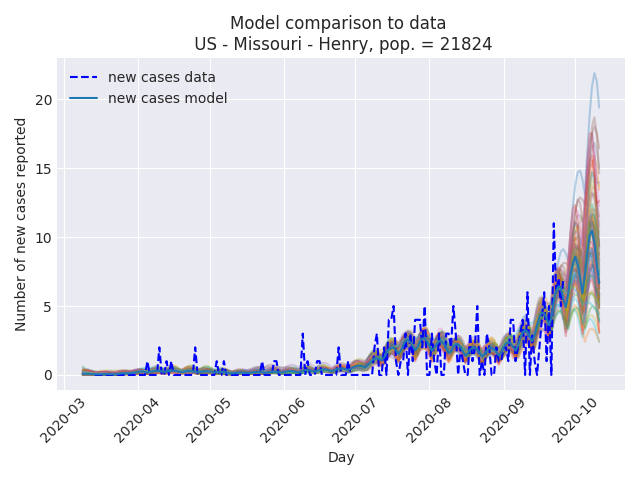 Model comparison to data
US - Missouri - Henry, pop. = 21824
new cases data
new cases model
Number of new cases reported
20
15
10
5
0
2020-03
2020-04
2020-05
2020-06
2020-07
2020-08
2020-09
2020-10
Day